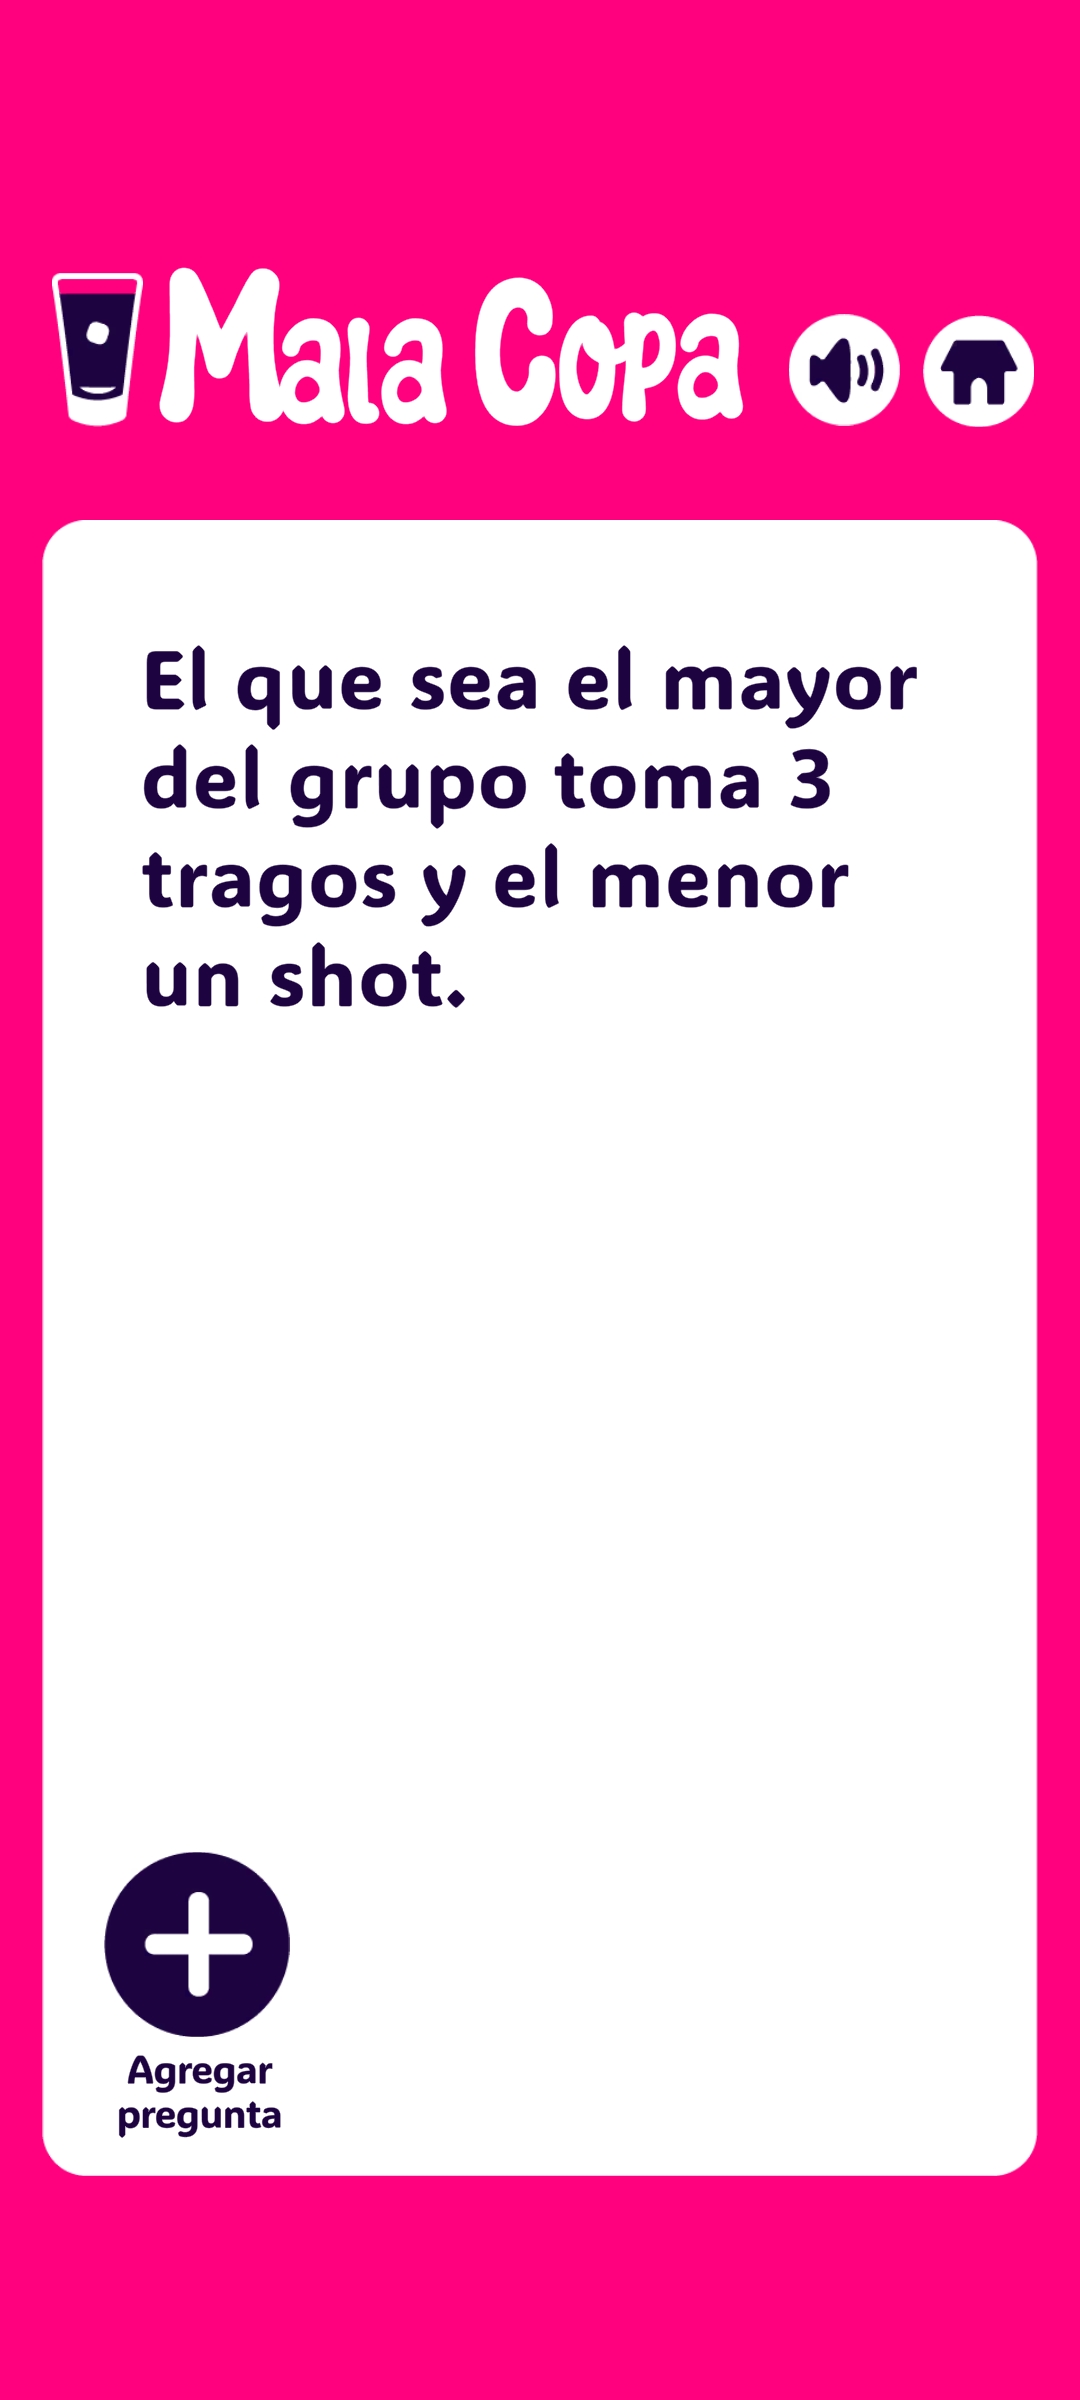 Mala Copa
El que sea el mayor
del grupo toma 3
tragos y el menor
un shot.
Agregar
pregunta